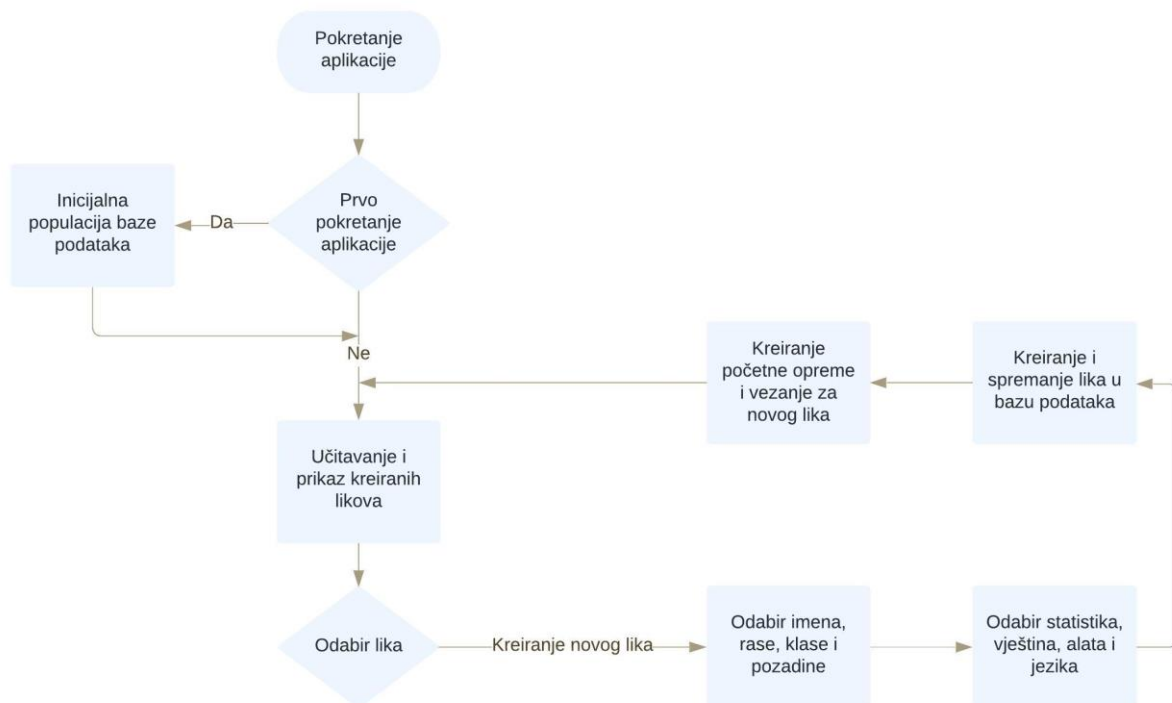 Pokretanje
aplikacije
Prvo
pokretanje
aplikacije
Da
Inicijalna
populacija baze
podataka
Ne
Kreiranje
početne opreme
i vezanje za
novog lika
Kreiranje i
spremanje lika u
bazu podataka
Učitavanje i
prikaz kreiranih
likova
Odabir lika
Kreiranje novog lika
Odabir imena,
rase, klase i
pozadine
Odabir statistika,
vještina, alata i
jezika